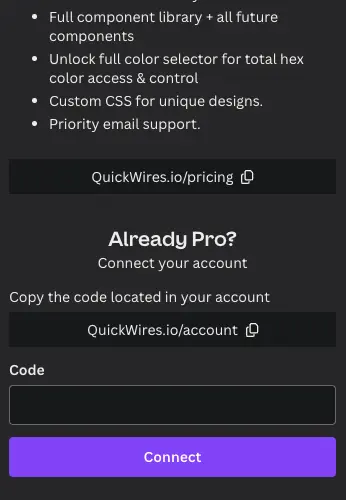 Full component library + all future
components
Unlock full color selector for total hex
color access & control
Custom CSS for unique designs.
Priority email support.
QuickWires.io/pricing
Already Pro?
Connect your account
Copy the code located in your account
QuickWires.io/account
Code
Connect